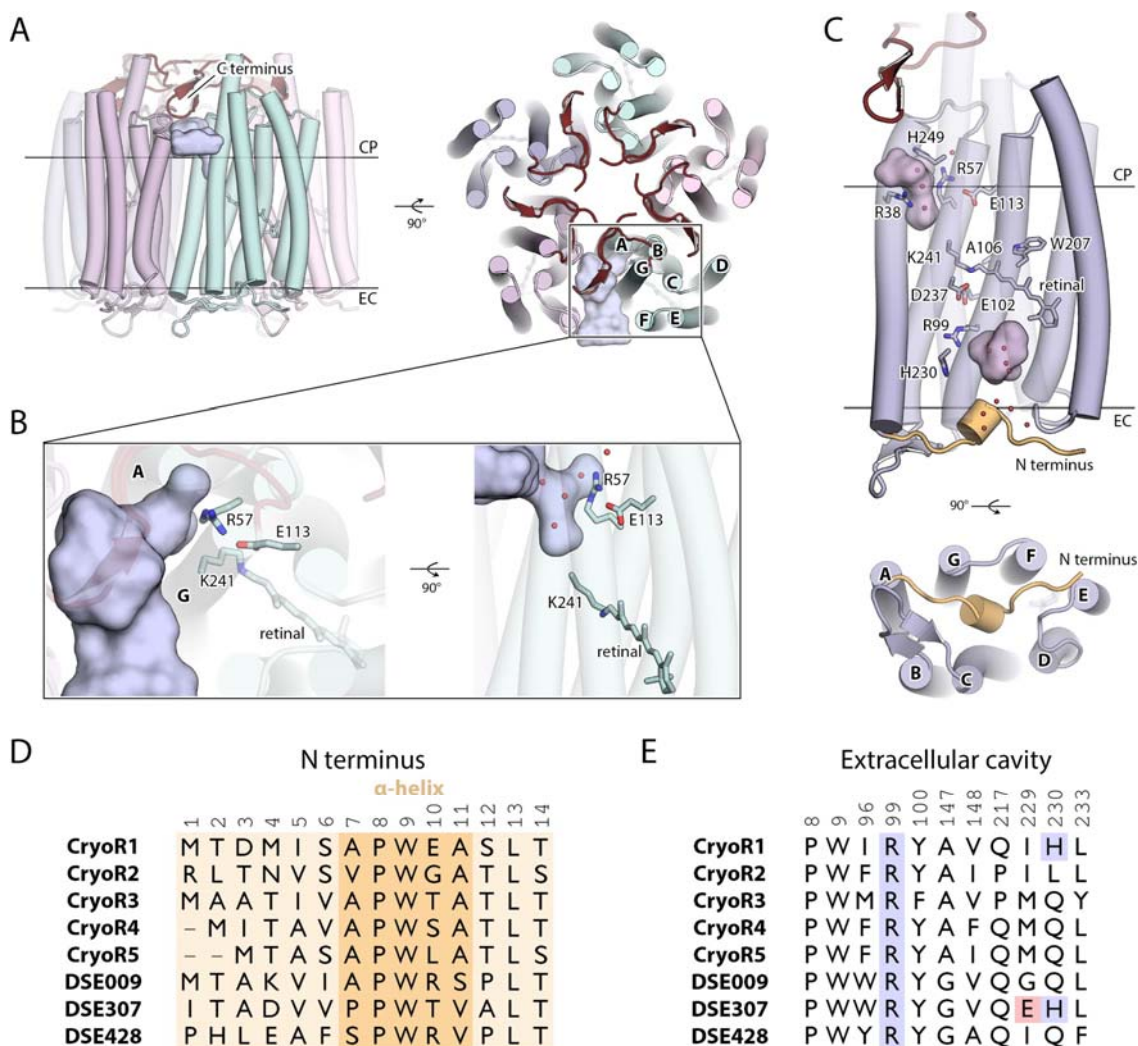 A
C terminus
CP
EC
90°
A
B
G
C
D
F
E
B
A
R57
E113
K241
G
retinal
90°
R57
E113
K241
retinal
C
H249
R57
CP
R38
E113
K241
A106
W207
retinal
D237
E102
R99
H230
EC
N terminus
90°
N terminus
A
G
F
E
B
C
D
D
N terminus
α-helix
1 2 3 4 5 6 7 8 9 10 11 12 13 14
CryoR1 M T D M I S A P W E A S L T
CryoR2 R L T N V S V P W G A T L S
CryoR3 M A A T I V A P W T A T L T
CryoR4 – M I T A V A P W S A T L T
CryoR5 – – M T A S A P W L A T L S
DSE009 M T A K V I A P W R S P L T
DSE307 I T A D V V P P W T V A L T
DSE428 P H L E A F S P W R V P L T
E
Extracellular cavity
8 9 96 99 100 147 148 217 229 230 233
CryoR1 P W I R Y A V Q I H L
CryoR2 P W F R Y A I P I L L
CryoR3 P W M R F A V P M Q Y
CryoR4 P W F R Y A F Q M Q L
CryoR5 P W F R Y A I Q M Q L
DSE009 P W W R Y G V Q G Q L
DSE307 P W W R Y G V Q E H L
DSE428 P W Y R Y G A Q I Q F